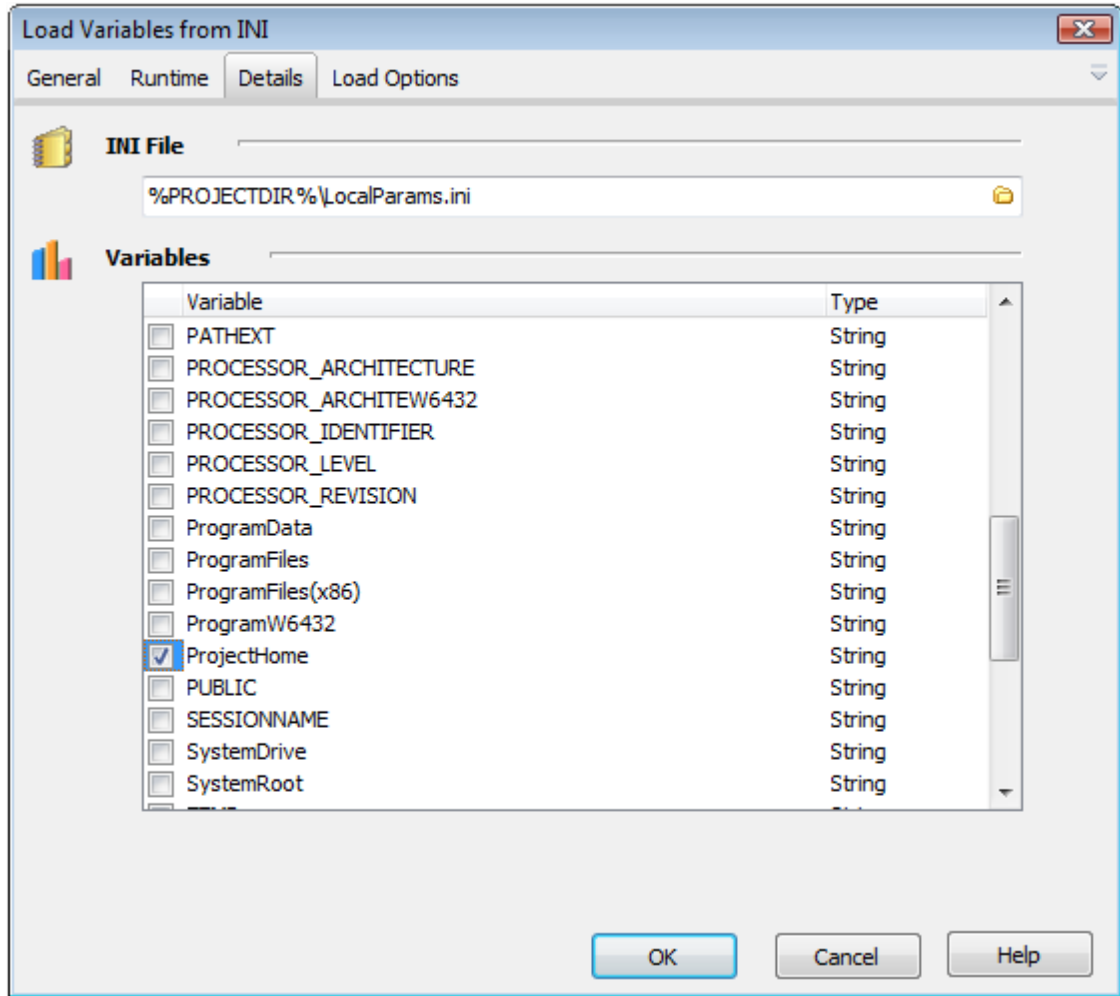 Load Variables from INI
General Runtime Details Load Options
INI File
%PROJECTDIR%\LocalParams.ini
Variables
Variable Type
PATHEXT String
PROCESSOR_ARCHITECTURE String
PROCESSOR_ARCHITEW6432 String
PROCESSOR_IDENTIFIER String
PROCESSOR_LEVEL String
PROCESSOR_REVISION String
ProgramData String
ProgramFiles String
ProgramFiles(x86) String
ProgramW6432 String
ProjectHome String
PUBLIC String
SESSIONNAME String
SystemDrive String
SystemRoot String
OK Cancel Help